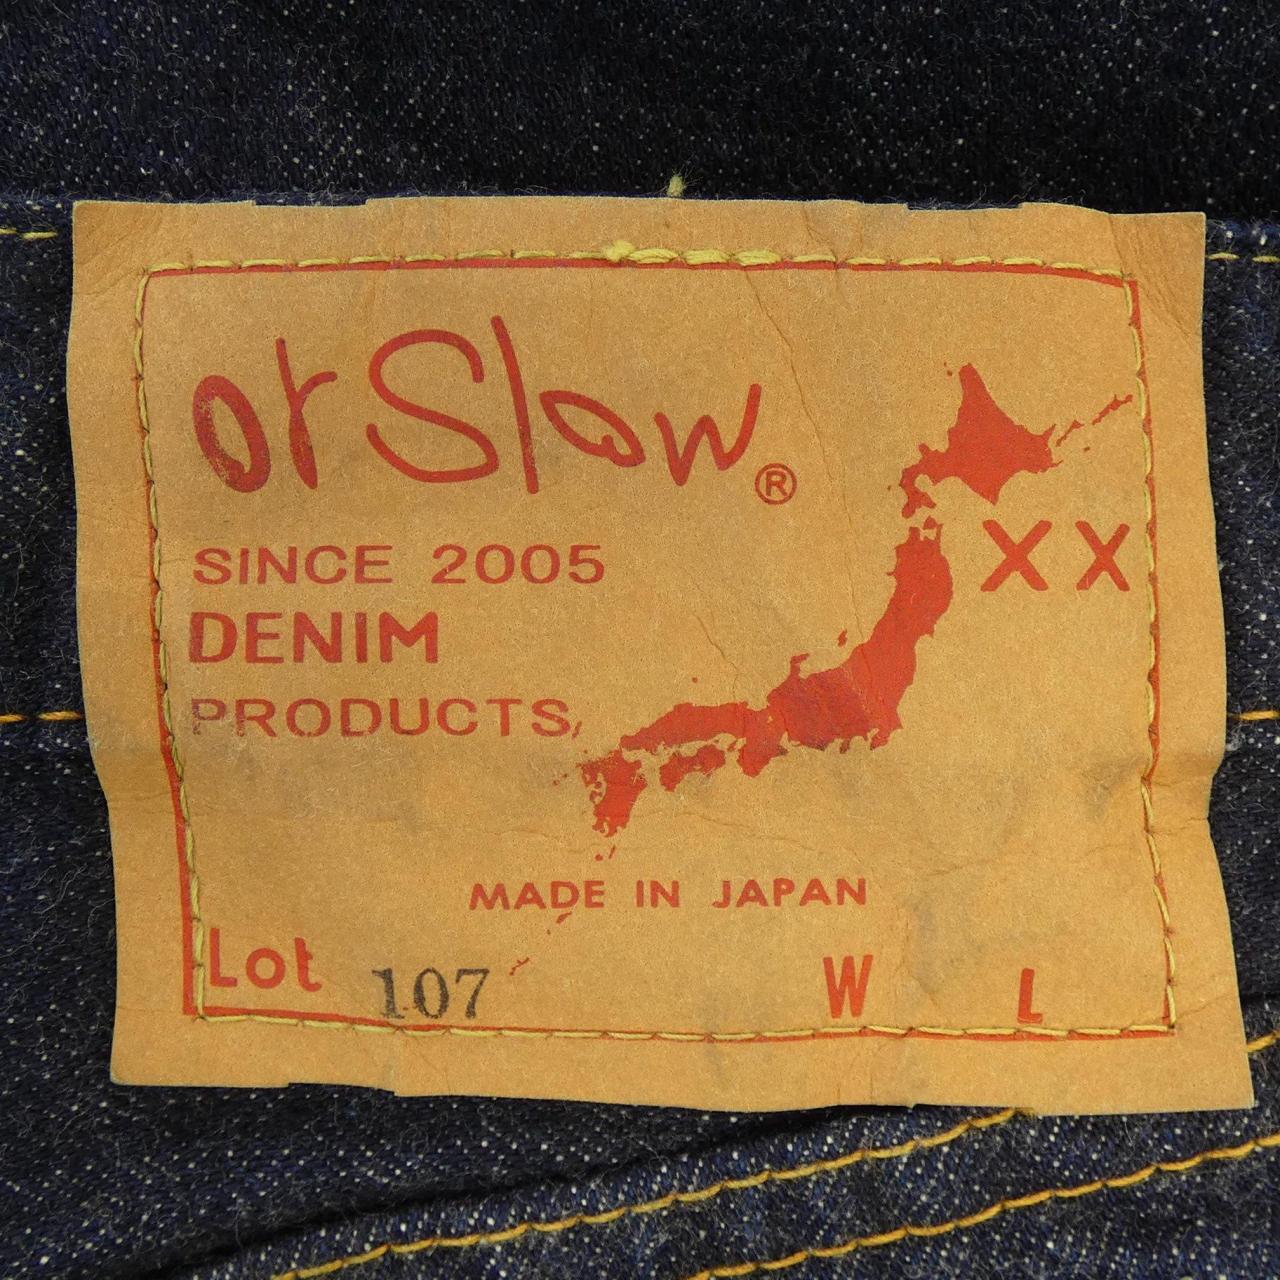 orSlow®
SINCE 2005
DENIM
PRODUCTS
XX
MADE IN JAPAN
Lot 107 W L